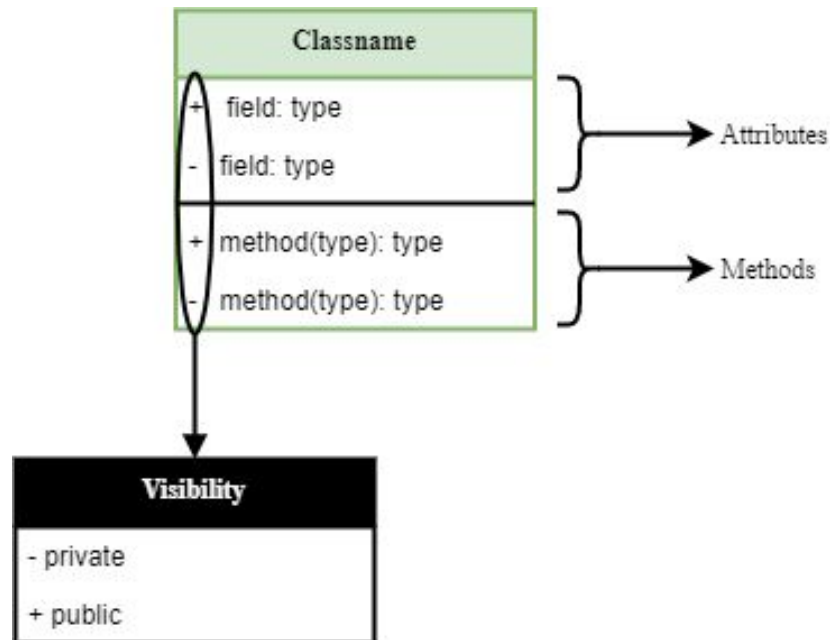 Classname
+ field: type
- field: type
Attributes
+ method(type): type
- method(type): type
Methods
Visibility
- private
+ public